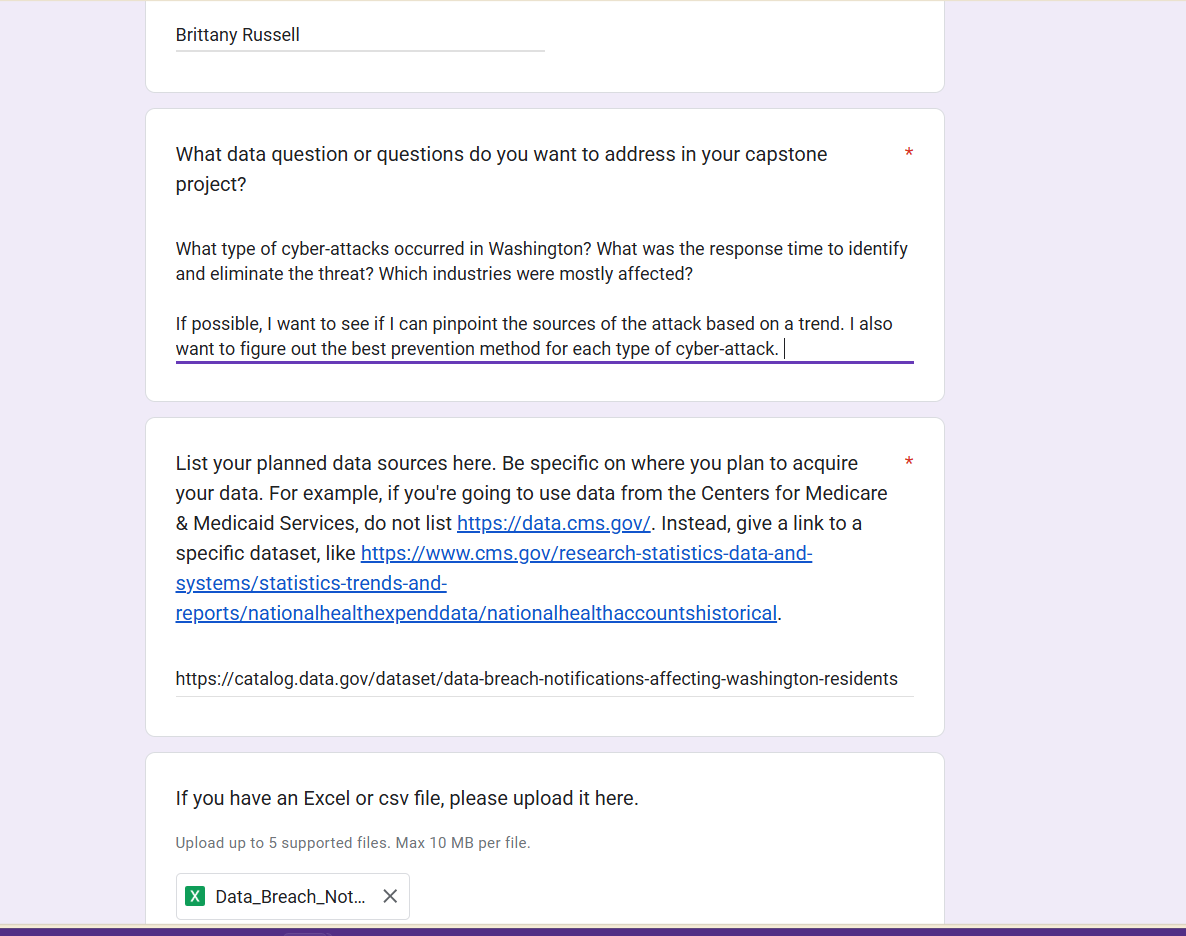 Brittany Russell
What data question or questions do you want to address in your capstone *
project?
What type of cyber-attacks occurred in Washington? What was the response time to identify
and eliminate the threat? Which industries were mostly affected?
If possible, I want to see if I can pinpoint the sources of the attack based on a trend. I also
want to figure out the best prevention method for each type of cyber-attack.
List your planned data sources here. Be specific on where you plan to acquire *
your data. For example, if you're going to use data from the Centers for Medicare
& Medicaid Services, do not list https://data.cms.gov/. Instead, give a link to a
specific dataset, like https://www.cms.gov/research-statistics-data-and-
systems/statistics-trends-and-
reports/nationalhealthexpenddata/nationalhealthaccountshistorical.
https://catalog.data.gov/dataset/data-breach-notifications-affecting-washington-residents
If you have an Excel or csv file, please upload it here.
Upload up to 5 supported files. Max 10 MB per file.
X Data_Breach_Not...